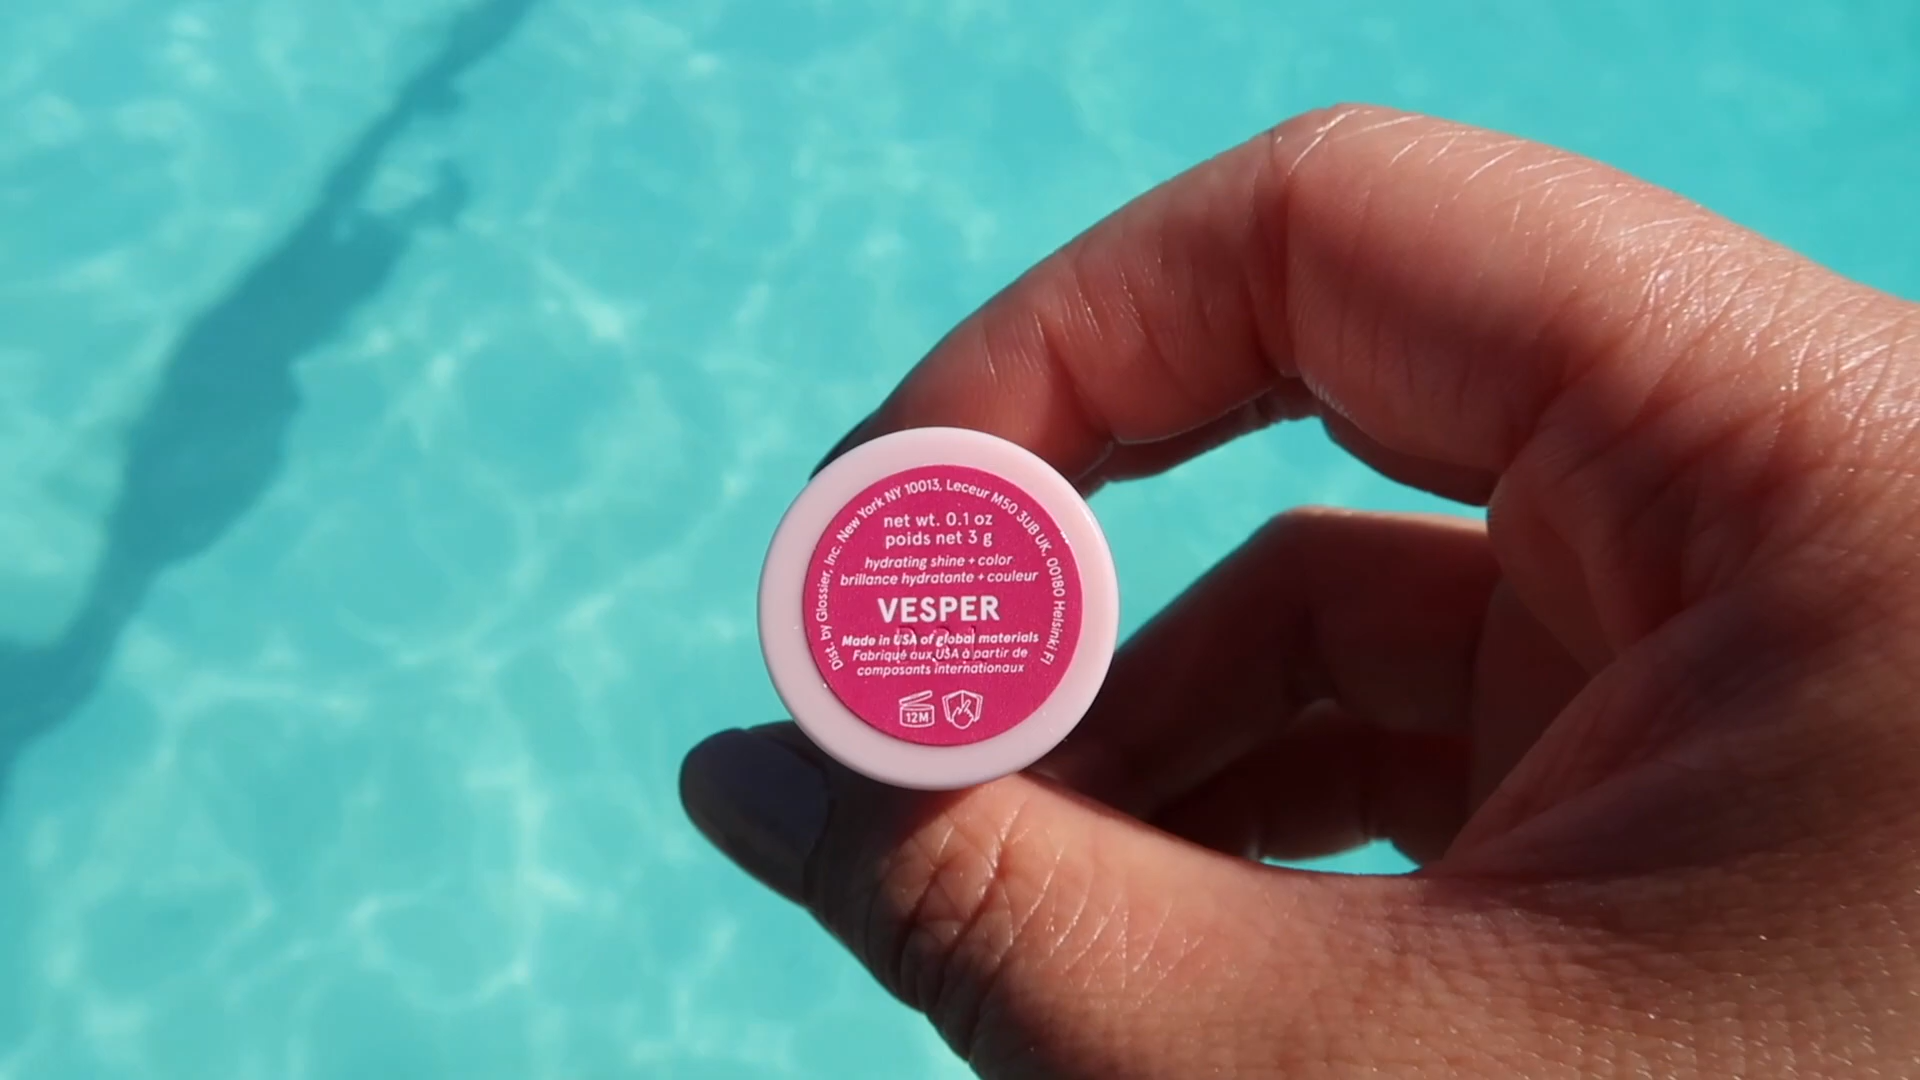 Dist. by Glossier, Inc. New York NY 10013, Leceur M50 3UB UK, 00180 Helsinki FI
net wt. 0.1 oz
poids net 3 g
hydrating shine + color
brillance hydratante + couleur
VESPER
Made in USA of global materials
Fabriqué aux USA à partir de
composants internationaux
12M